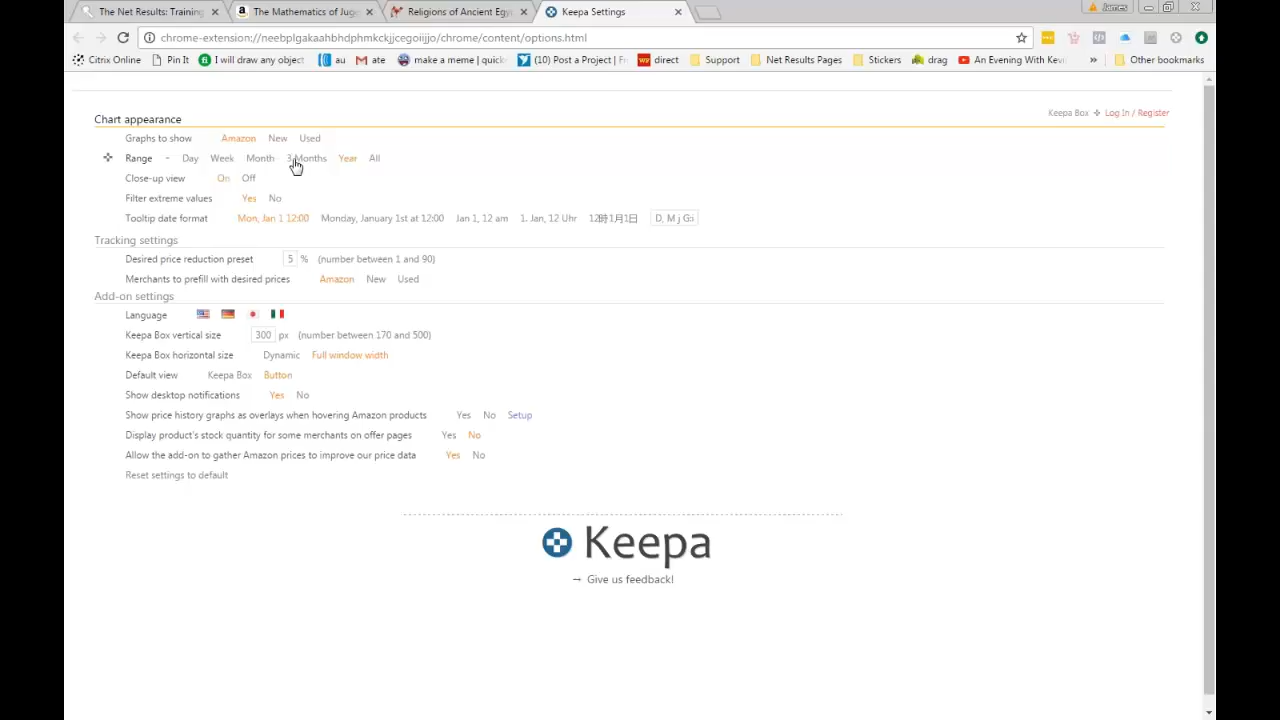 The Net Results: Training
The Mathematics of Jug
Religions of Ancient Egy
Keepa Settings
chrome-extension://neebplgakaahbhdphmkckjjcegoiijjo/chrome/content/options.html
Citrix Online Pin It I will draw any object au ate make a meme | quick (10) Post a Project | Fr direct Support Net Results Pages Stickers drag An Evening With Kevi » Other bookmarks
Keepa Box Log In / Register
Chart appearance
Graphs to show Amazon New Used
Range - Day Week Month 3 Months Year All
Close-up view On Off
Filter extreme values Yes No
Tooltip date format Mon, Jan 1 12:00 Monday, January 1st at 12:00 Jan 1, 12 am 1. Jan, 12 Uhr 12時1月1日 D, M j G:i
Tracking settings
Desired price reduction preset 5 % (number between 1 and 90)
Merchants to prefill with desired prices Amazon New Used
Add-on settings
Language
Keepa Box vertical size 300 px (number between 170 and 500)
Keepa Box horizontal size Dynamic Full window width
Default view Keepa Box Button
Show desktop notifications Yes No
Show price history graphs as overlays when hovering Amazon products Yes No Setup
Display product's stock quantity for some merchants on offer pages Yes No
Allow the add-on to gather Amazon prices to improve our price data Yes No
Reset settings to default
Keepa
→ Give us feedback!